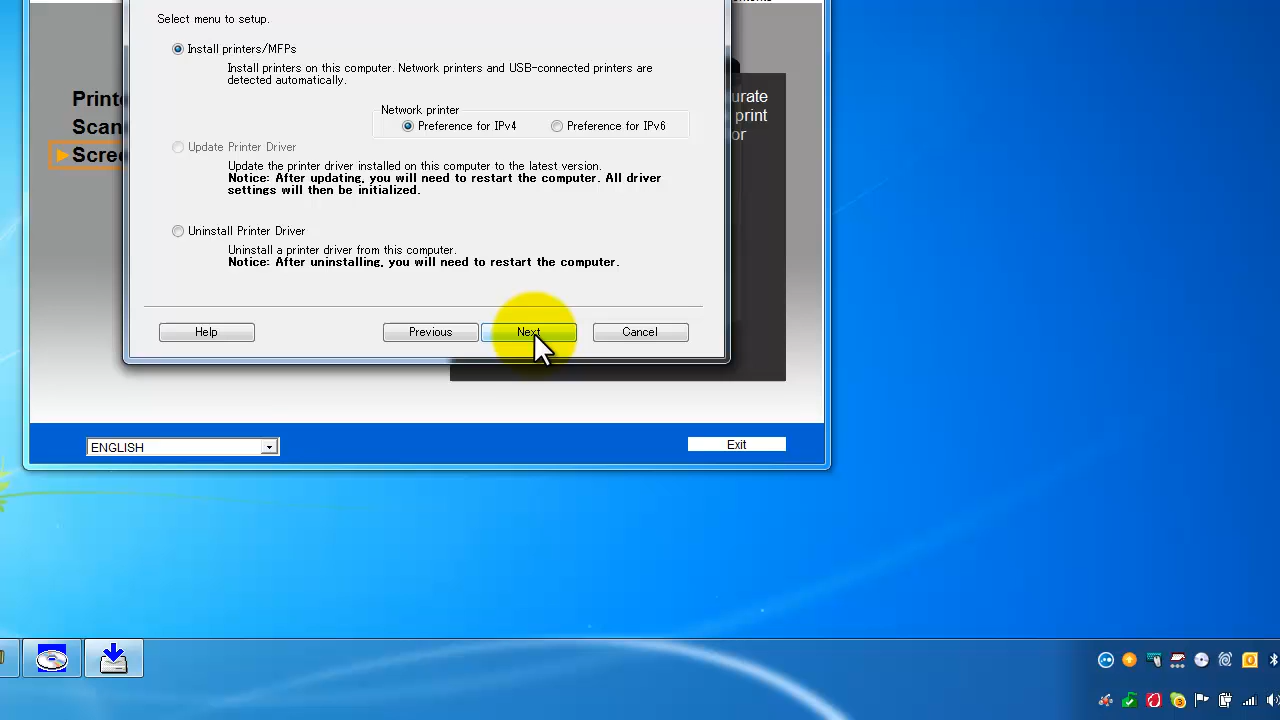 Select menu to setup.
Install printers/MFPs
Install printers on this computer. Network printers and USB-connected printers are
detected automatically.
Network printer
Preference for IPv4 Preference for IPv6
Update Printer Driver
Update the printer driver installed on this computer to the latest version.
Notice: After updating, you will need to restart the computer. All driver
settings will then be initialized.
Uninstall Printer Driver
Uninstall a printer driver from this computer.
Notice: After uninstalling, you will need to restart the computer.
Help Previous Next Cancel
Printe
Scan
Scree
urate
print
or
ENGLISH
Exit